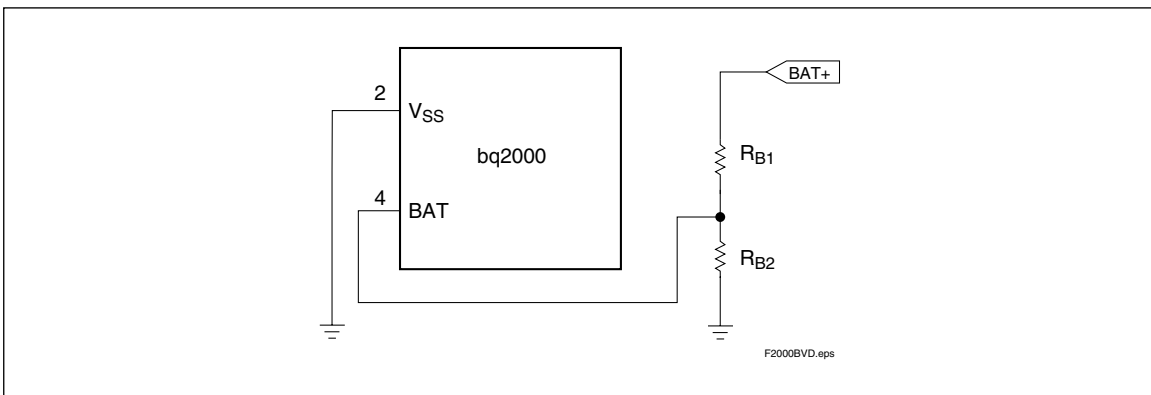 BAT+
2
VSS
bq2000
RB1
4
BAT
RB2
F2000BVD.eps